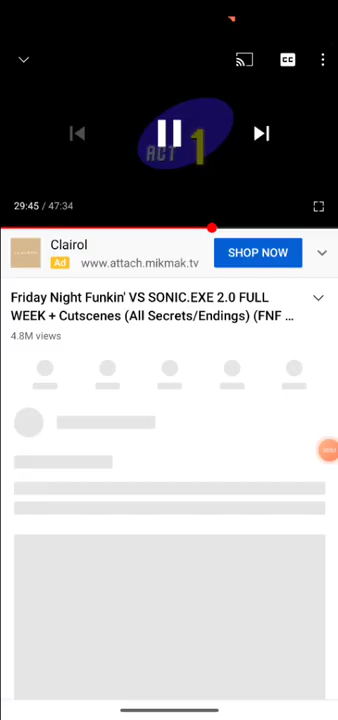 CC
ACT 1
29:45 / 47:34
Clairol
Ad www.attach.mikmak.tv
SHOP NOW
Friday Night Funkin' VS SONIC.EXE 2.0 FULL
WEEK + Cutscenes (All Secrets/Endings) (FNF ...
4.8M views